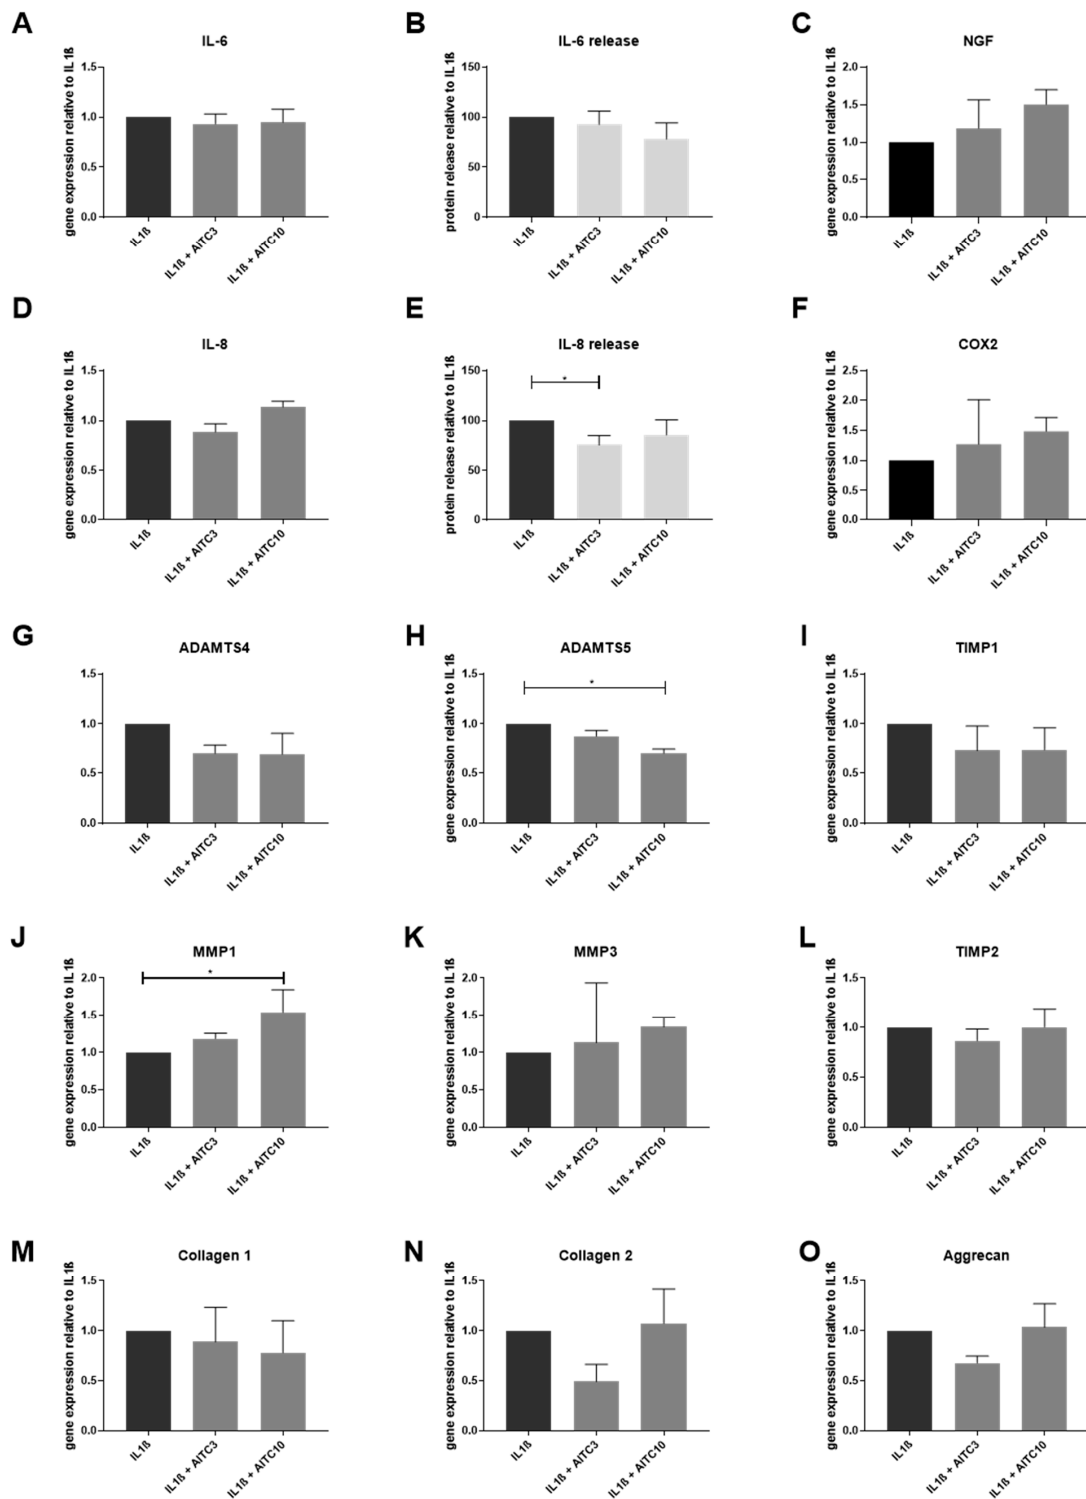 A
IL-6
gene expression relative to IL1ß
1.5
1.0
0.5
0.0
IL1ß
IL1ß + AITC3
IL1ß + AITC10
B
IL-6 release
protein release relative to IL1ß
150
100
50
0
IL1ß
IL1ß + AITC3
IL1ß + AITC10
C
NGF
gene expression relative to IL1ß
2.0
1.5
1.0
0.5
0.0
IL1ß
IL1ß + AITC3
IL1ß + AITC10
D
IL-8
gene expression relative to IL1ß
1.5
1.0
0.5
0.0
IL1ß
IL1ß + AITC3
IL1ß + AITC10
E
IL-8 release
protein release relative to IL1ß
150
100
50
0
*
IL1ß
IL1ß + AITC3
IL1ß + AITC10
F
COX2
gene expression relative to IL1ß
2.5
2.0
1.5
1.0
0.5
0.0
IL1ß
IL1ß + AITC3
IL1ß + AITC10
G
ADAMTS4
gene expression relative to IL1ß
1.5
1.0
0.5
0.0
IL1ß
IL1ß + AITC3
IL1ß + AITC10
H
ADAMTS5
gene expression relative to IL1ß
1.5
1.0
0.5
0.0
*
IL1ß
IL1ß + AITC3
IL1ß + AITC10
I
TIMP1
gene expression relative to IL1ß
1.5
1.0
0.5
0.0
IL1ß
IL1ß + AITC3
IL1ß + AITC10
J
MMP1
gene expression relative to IL1ß
2.0
1.5
1.0
0.5
0.0
*
IL1ß
IL1ß + AITC3
IL1ß + AITC10
K
MMP3
gene expression relative to IL1ß
2.0
1.5
1.0
0.5
0.0
IL1ß
IL1ß + AITC3
IL1ß + AITC10
L
TIMP2
gene expression relative to IL1ß
1.5
1.0
0.5
0.0
IL1ß
IL1ß + AITC3
IL1ß + AITC10
M
Collagen 1
gene expression relative to IL1ß
1.5
1.0
0.5
0.0
IL1ß
IL1ß + AITC3
IL1ß + AITC10
N
Collagen 2
gene expression relative to IL1ß
1.5
1.0
0.5
0.0
IL1ß
IL1ß + AITC3
IL1ß + AITC10
O
Aggrecan
gene expression relative to IL1ß
1.5
1.0
0.5
0.0
IL1ß
IL1ß + AITC3
IL1ß + AITC10